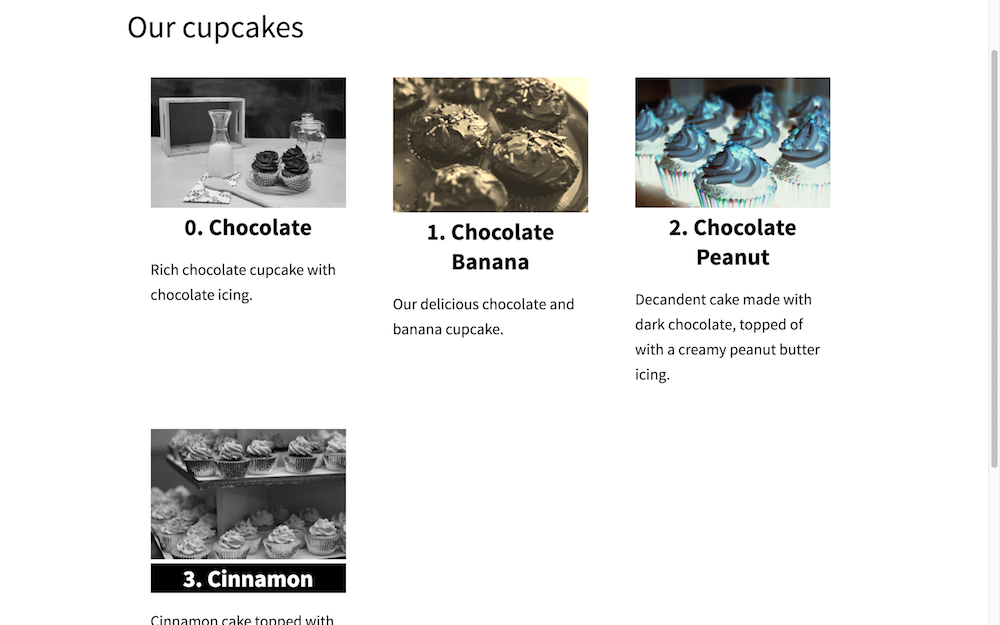 Our cupcakes
0. Chocolate
Rich chocolate cupcake with
chocolate icing.
1. Chocolate
Banana
Our delicious chocolate and
banana cupcake.
2. Chocolate
Peanut
Decandent cake made with
dark chocolate, topped of
with a creamy peanut butter
icing.
3. Cinnamon
Cinnamon cake topped with